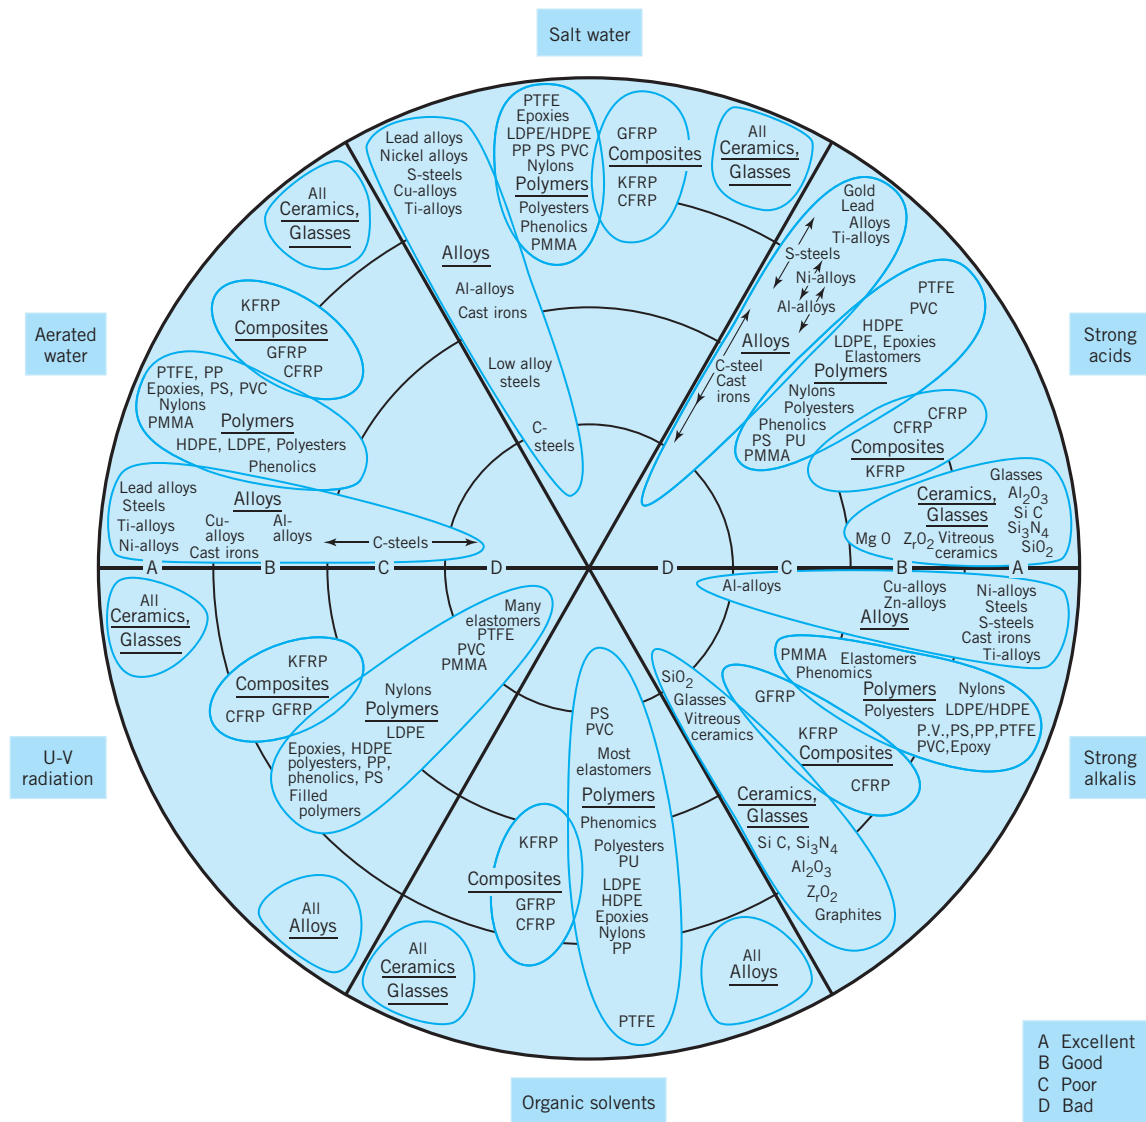 Salt water
PTFE
Epoxies
LDPE/HDPE
PP PS PVC
Nylons
Polymers
Polyesters
Phenolics
PMMA
GFRP
Composites
KFRP
CFRP
All
Ceramics,
Glasses
Lead alloys
Nickel alloys
S-steels
Cu-alloys
Ti-alloys
Alloys
Al-alloys
Cast irons
Low alloy
steels
C-
steels
Strong
acids
Gold
Lead
Alloys
Ti-alloys
S-steels
Ni-alloys
Al-alloys
Alloys
C-steel
Cast
irons
PTFE
PVC
HDPE
LDPE, Epoxies
Elastomers
Polymers
Nylons
Polyesters
Phenolics
PS PU
PMMA
CFRP
CFRP
Composites
KFRP
Glasses
Ceramics,
Al2O3
Glasses
Si C
Si3N4
Mg O ZrO2 Vitreous
ceramics
SiO2
Aerated
water
All
Ceramics,
Glasses
KFRP
Composites
GFRP
CFRP
PTFE, PP
Epoxies, PS, PVC
Nylons
PMMA
Polymers
HDPE, LDPE, Polyesters
Phenolics
Lead alloys
Steels
Ti-alloys
Ni-alloys
Alloys
Cu-
alloys
Cast irons
Al-
alloys
C-steels
A B C D D C B A
U-V
radiation
All
Ceramics,
Glasses
KFRP
Composites
CFRP GFRP
Many
elastomers
PTFE
PVC
PMMA
Nylons
Polymers
LDPE
Epoxies, HDPE
polyesters, PP,
phenolics, PS
Filled
polymers
All
Alloys
Strong
alkalis
Al-alloys
Cu-alloys
Zn-alloys
Alloys
Ni-alloys
Steels
S-steels
Cast irons
Ti-alloys
PMMA Elastomers
Phenomics
Polymers
Nylons
Polyesters
LDPE/HDPE
P.V.,PS,PP,PTFE
PVC,Epoxy
GFRP
KFRP
Composites
CFRP
SiO2
Glasses
Vitreous
ceramics
Ceramics,
Glasses
Si C, Si3N4
Al2O3
ZrO2
Graphites
PS
PVC
Most
elastomers
Polymers
Phenomics
Polyesters
PU
LDPE
HDPE
Epoxies
Nylons
PP
PTFE
KFRP
Composites
GFRP
CFRP
All
Ceramics
Glasses
All
Alloys
Organic solvents
A Excellent
B Good
C Poor
D Bad